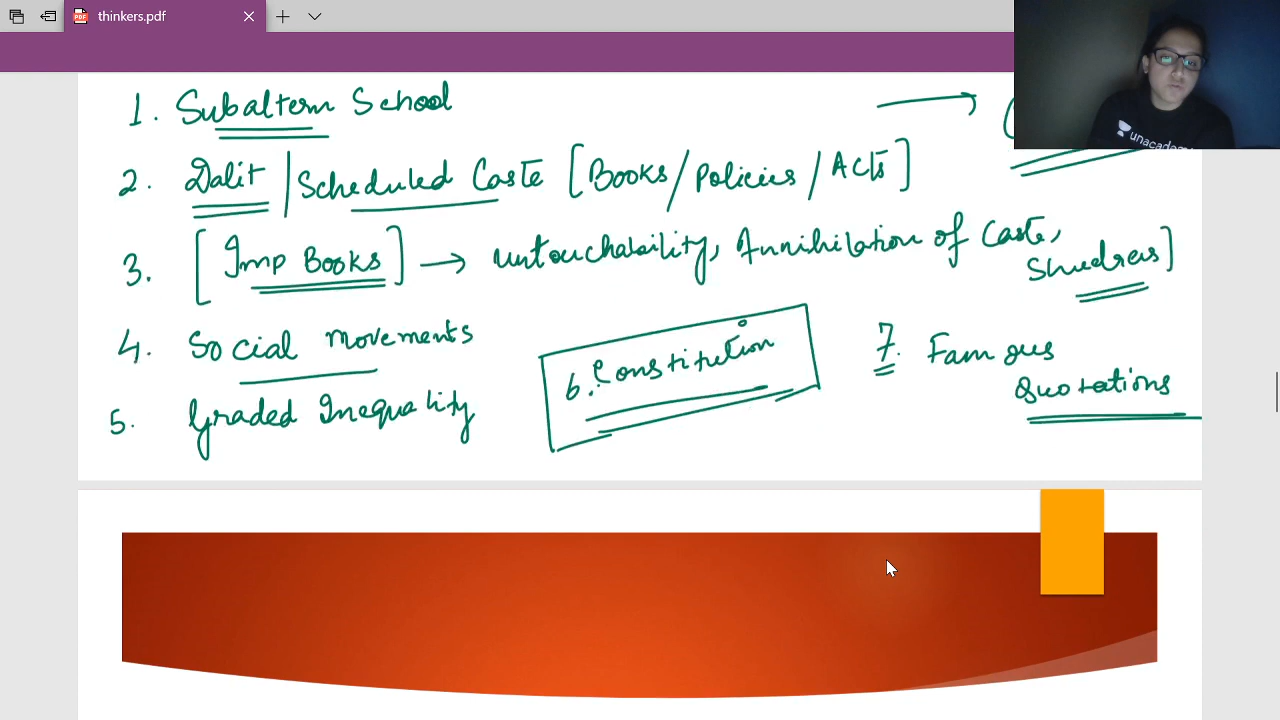 thinkers.pdf
1. Subaltern School
2. Dalit / Scheduled Caste [Books / Policies / Acts]
3. [Imp Books] → untouchability, Annihilation of Caste,
Shudras]
4. Social movements
5. Graded Inequality
6. Constitution
7. Famous
Quotations
unacademy